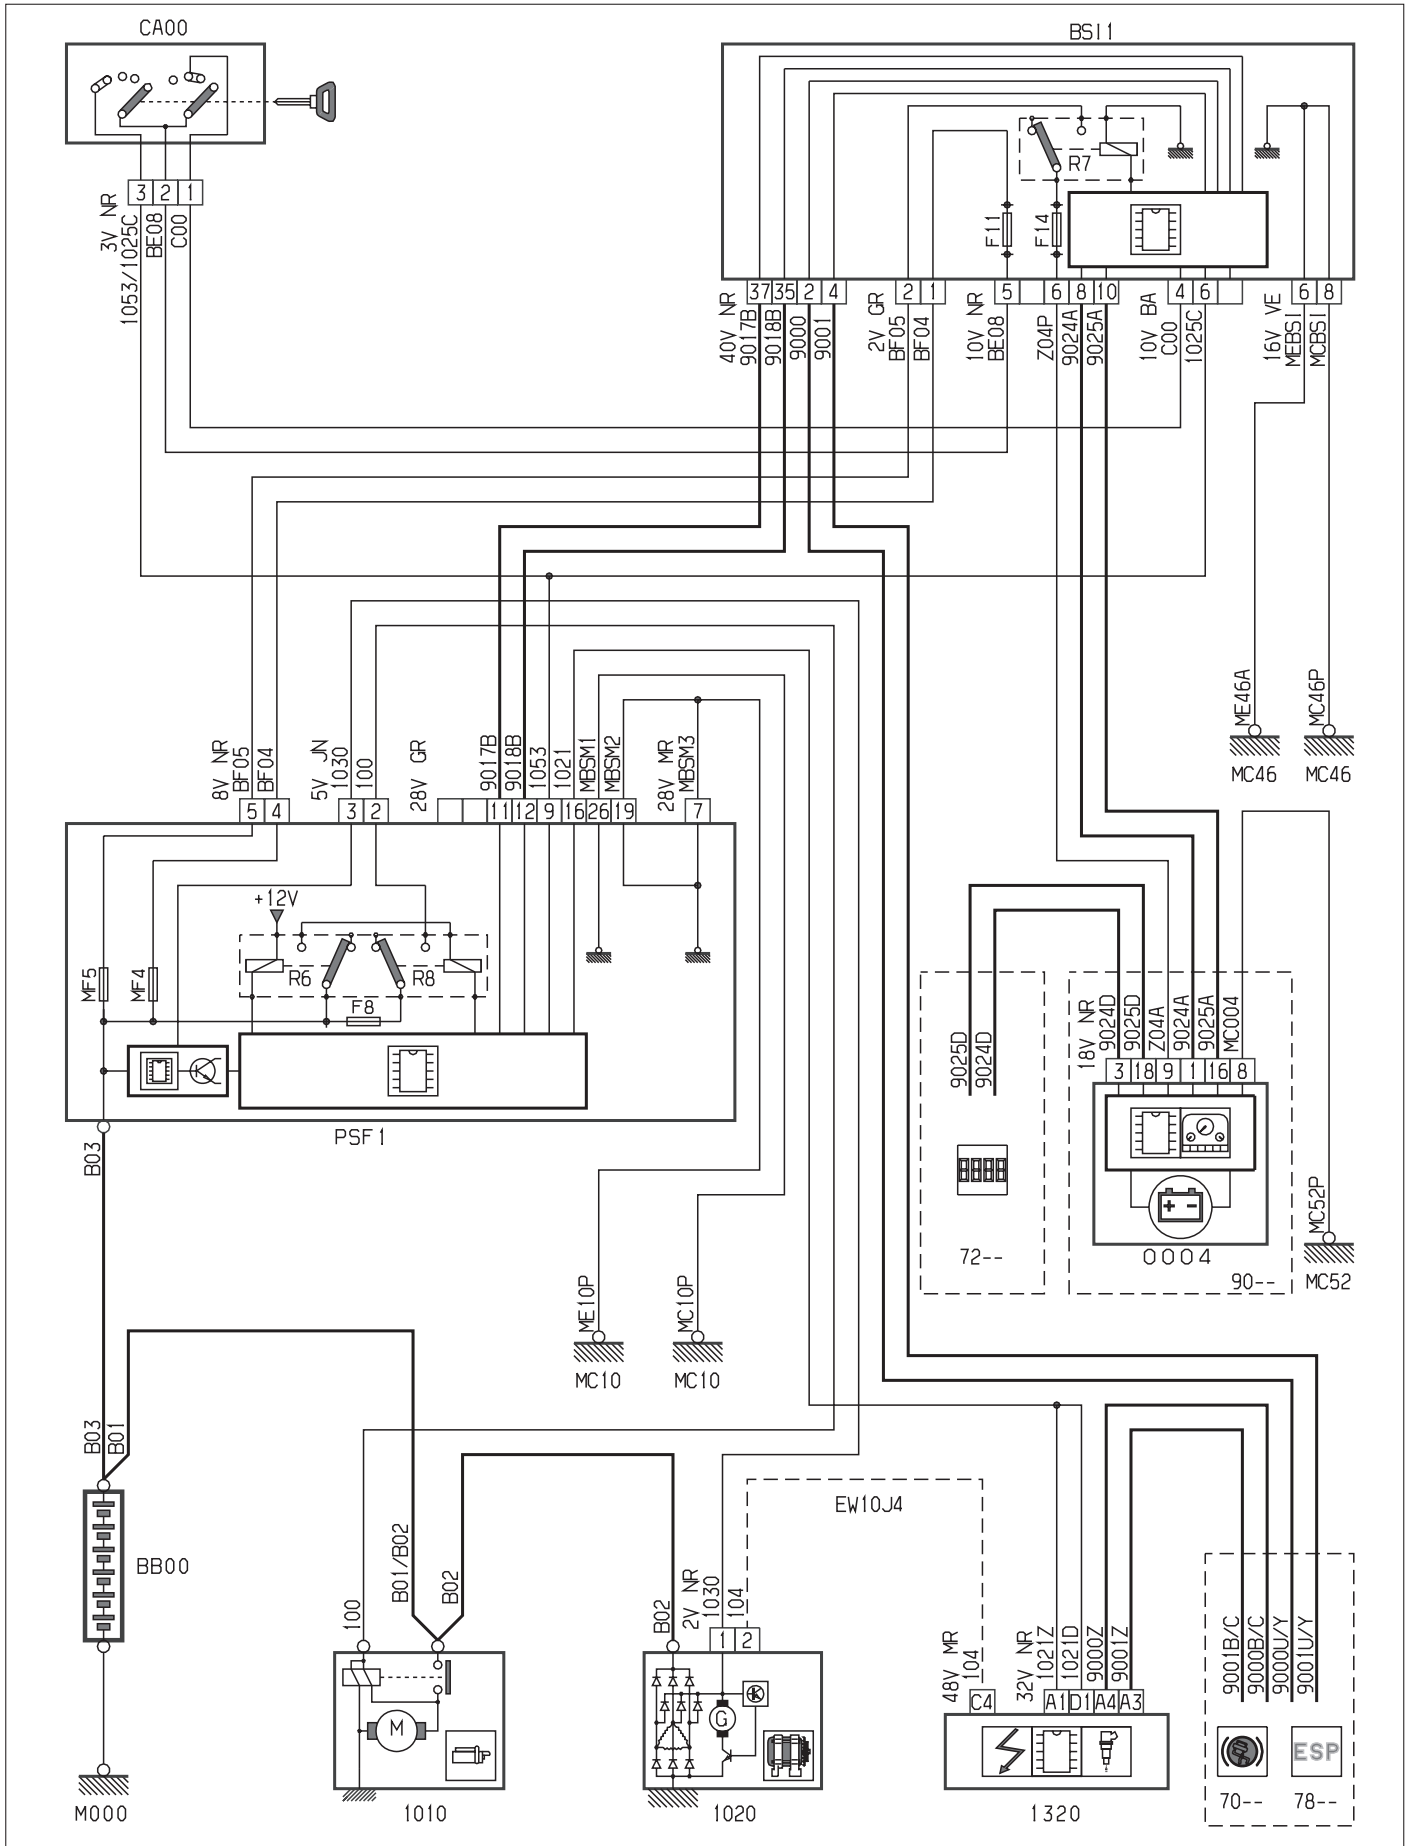 CA00
BSI1
R7
F11
F14
3 2 1
3V NR
1053/1025C
BE08
C00
37 35 2 4
2 1
5 6 8 10
4 6
6 8
40V NR
9017B
9018B
9000
9001
2V GR
BF05
BF04
10V NR
BE08
Z04P
9024A
9025A
10V BA
C00
1025C
16V VE
MEBSI
MCBSI
ME46A
MC46P
MC46
MC46
8V NR
BF05
BF04
5V JN
1030
100
28V GR
9017B
9018B
1053
1021
MBSM1
MBSM2
28V MR
MBSM3
5 4
3 2
11 12 9 16 26 19
7
+12V
MF5
MF4
R6
R8
F8
PSF1
B03
9025D
9024D
18V NR
9024D
9025D
Z04A
9024A
9025A
MC004
3 18 9 1 16 8
+ -
0004
72--
90--
MC52P
MC52
ME10P
MC10P
MC10
MC10
B03
B01
BB00
M000
EW10J4
100
B01/B02
B02
B02
2V NR
1030
104
1 2
48V MR
104
32V NR
1021Z
1021D
9000Z
9001Z
C4
A1 D1 A4 A3
9001B/C
9000B/C
9000U/Y
9001U/Y
M
G
ESP
1010
1020
1320
70--
78--